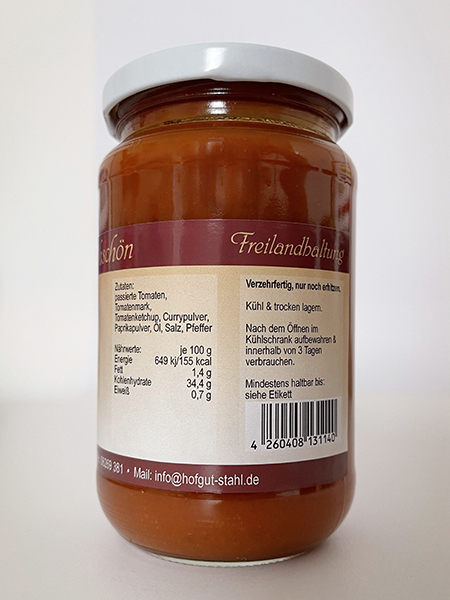 schön
Freilandhaltung
Zutaten:
passierte Tomaten,
Tomatenmark,
Tomatenketchup, Currypulver,
Paprikapulver, Öl, Salz, Pfeffer
Nährwerte: je 100 g
Energie 649 kj/155 kcal
Fett 1,4 g
Kohlenhydrate 34,4 g
Eiweiß 0,7 g
Verzehrfertig, nur noch erhitzen.
Kühl & trocken lagern.
Nach dem Öffnen im
Kühlschrank aufbewahren &
innerhalb von 3 Tagen
verbrauchen.
Mindestens haltbar bis:
siehe Etikett
4 260408 131140
381 • Mail: info@hofgut-stahl.de